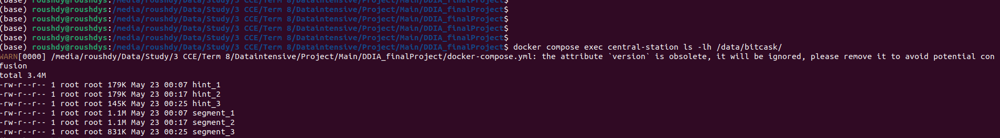 (base) roushdy@roushdys:/media/roushdy/Data/Study/3 CCE/Term 8/Dataintensive/Project/Main/DDIA_finalProject$
(base) roushdy@roushdys:/media/roushdy/Data/Study/3 CCE/Term 8/Dataintensive/Project/Main/DDIA_finalProject$
(base) roushdy@roushdys:/media/roushdy/Data/Study/3 CCE/Term 8/Dataintensive/Project/Main/DDIA_finalProject$
(base) roushdy@roushdys:/media/roushdy/Data/Study/3 CCE/Term 8/Dataintensive/Project/Main/DDIA_finalProject$
(base) roushdy@roushdys:/media/roushdy/Data/Study/3 CCE/Term 8/Dataintensive/Project/Main/DDIA_finalProject$
(base) roushdy@roushdys:/media/roushdy/Data/Study/3 CCE/Term 8/Dataintensive/Project/Main/DDIA_finalProject$ docker compose exec central-station ls -lh /data/bitcask/
WARN[0000] /media/roushdy/Data/Study/3 CCE/Term 8/Dataintensive/Project/Main/DDIA_finalProject/docker-compose.yml: the attribute `version` is obsolete, it will be ignored, please remove it to avoid potential con
fusion
total 3.4M
-rw-r--r-- 1 root root 179K May 23 00:07 hint_1
-rw-r--r-- 1 root root 179K May 23 00:17 hint_2
-rw-r--r-- 1 root root 145K May 23 00:25 hint_3
-rw-r--r-- 1 root root 1.1M May 23 00:07 segment_1
-rw-r--r-- 1 root root 1.1M May 23 00:17 segment_2
-rw-r--r-- 1 root root 831K May 23 00:25 segment_3